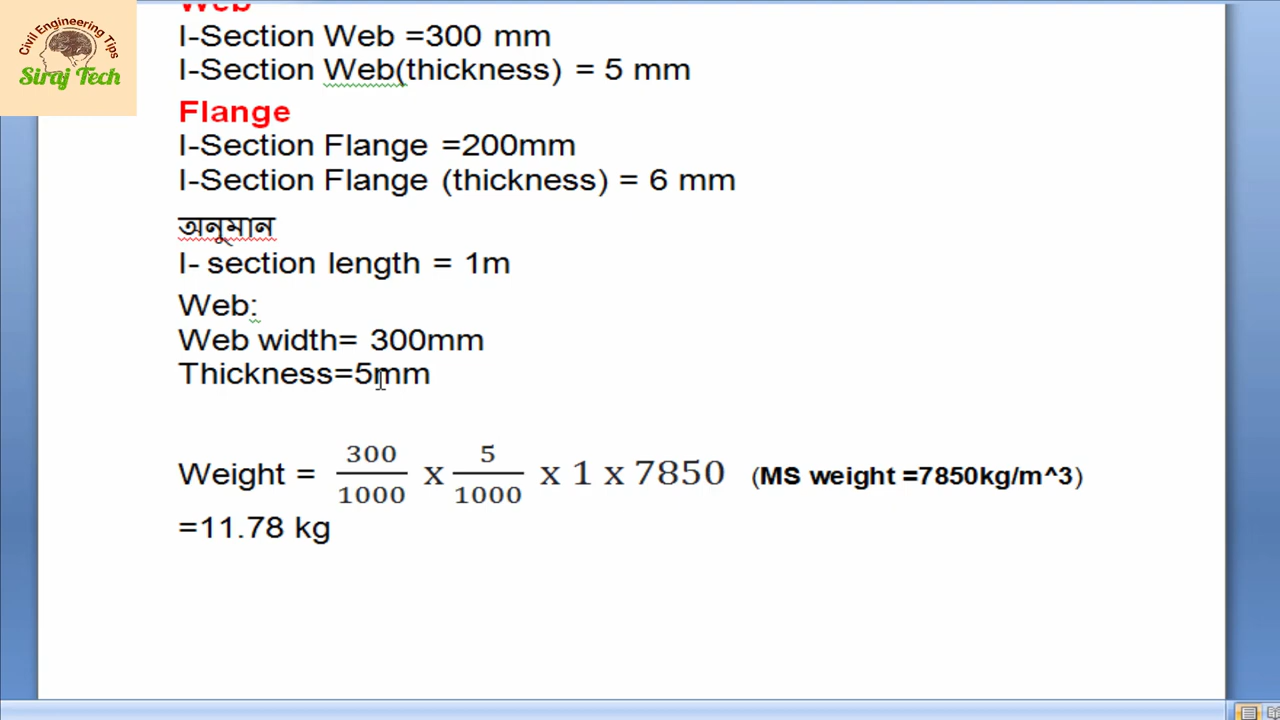 Civil Engineering Tips
Siraj Tech
Web
I-Section Web =300 mm
I-Section Web(thickness) = 5 mm
Flange
I-Section Flange =200mm
I-Section Flange (thickness) = 6 mm
অনুমান
I- section length = 1m
Web:
Web width= 300mm
Thickness=5mm
Weight = 300/1000 x 5/1000 x 1 x 7850 (MS weight =7850kg/m^3)
=11.78 kg